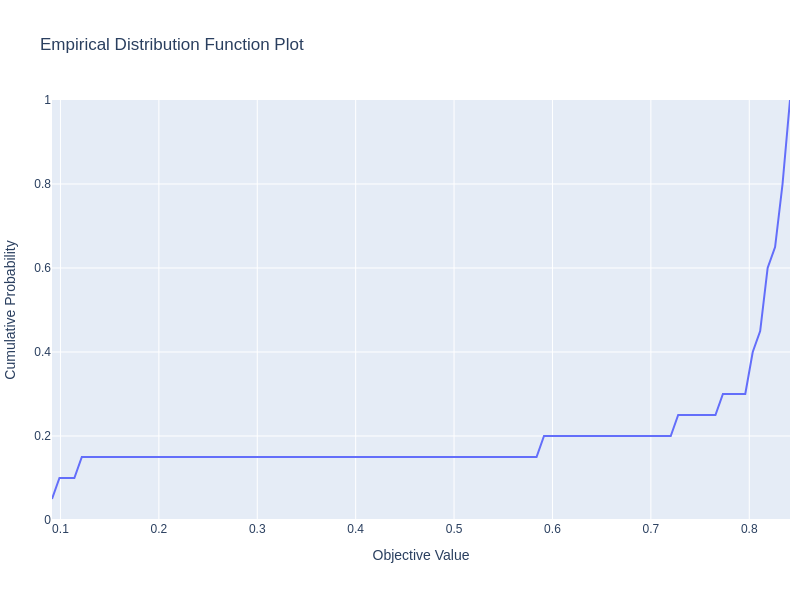 Empirical Distribution Function Plot
1
0.8
0.6
0.4
0.2
0
Cumulative Probability
0.1 0.2 0.3 0.4 0.5 0.6 0.7 0.8
Objective Value